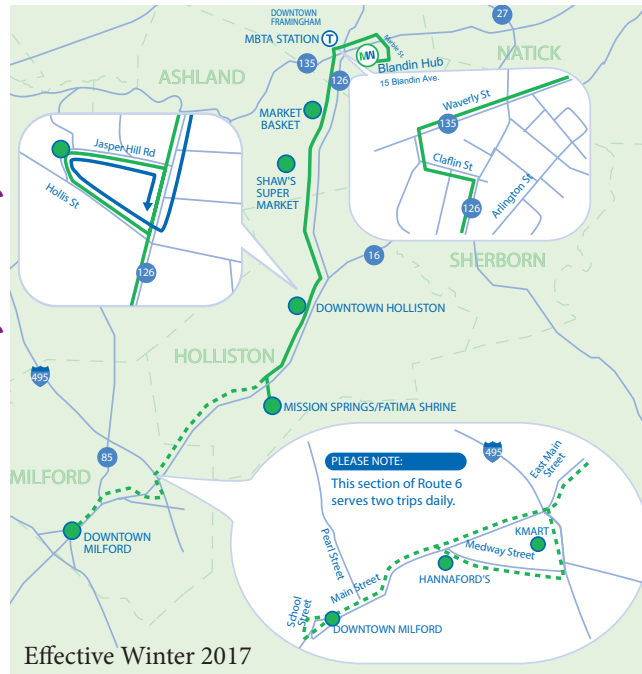 DOWNTOWN
FRAMINGHAM
MBTA STATION
T
MW
Marble St
Blandin Hub
15 Blandin Ave.
27
NATICK
135
126
ASHLAND
MARKET
BASKET
SHAW'S
SUPER
MARKET
Jasper Hill Rd
Hollis St
126
Waverly St
135
Claflin St
126
Arlington St
16
SHERBORN
DOWNTOWN HOLLISTON
HOLLISTON
495
MISSION SPRINGS/FATIMA SHRINE
85
MILFORD
DOWNTOWN
MILFORD
PLEASE NOTE:
This section of Route 6
serves two trips daily.
495
East Main
Street
Pearl Street
KMART
Medway Street
HANNAFORD'S
Main Street
School
Street
DOWNTOWN MILFORD
Effective Winter 2017